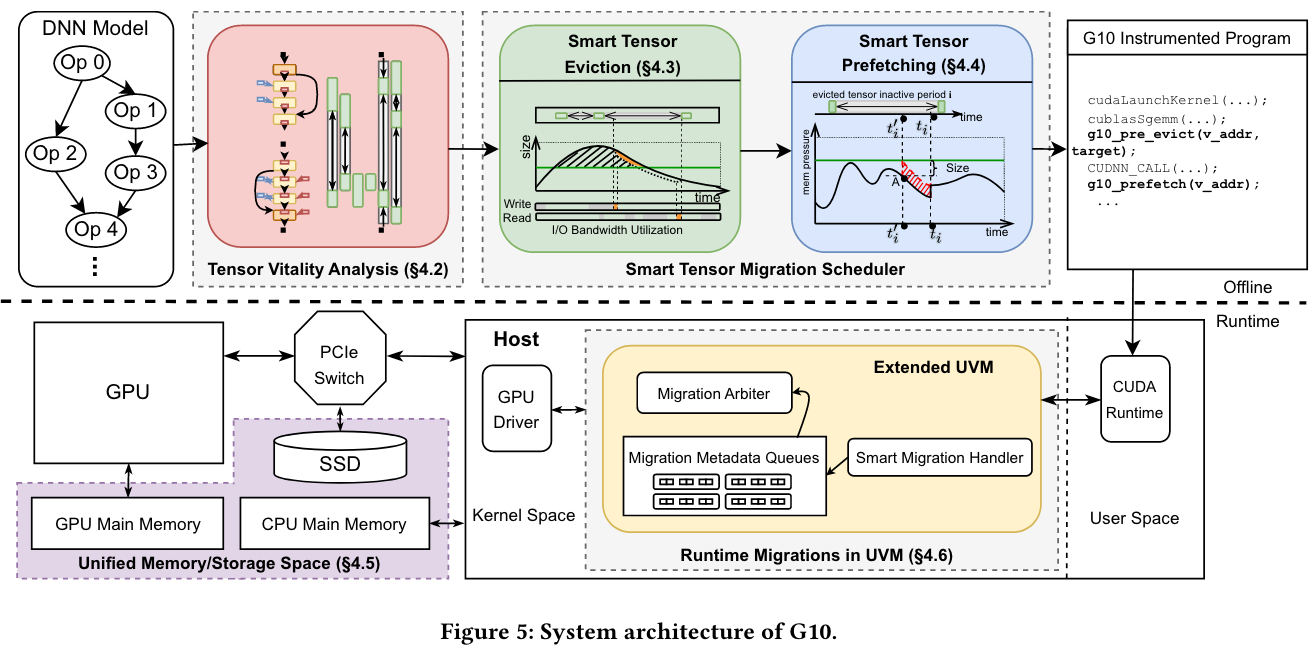 DNN Model
Op 0
Op 1
Op 2
Op 3
Op 4
Tensor Vitality Analysis (§4.2)
Smart Tensor
Eviction (§4.3)
size
time
Write
Read
I/O Bandwidth Utilization
Smart Tensor
Prefetching (§4.4)
evicted tensor inactive period i
time
t'i ti
mem pressure
Size
A
t'i ti
time
Smart Tensor Migration Scheduler
G10 Instrumented Program
cudaLaunchKernel(...);
cublasSgemm(...);
g10_pre_evict(v_addr,
target);
CUDNN_CALL(...);
g10_prefetch(v_addr);
...
Offline
Runtime
GPU
PCIe
Switch
SSD
GPU Main Memory
CPU Main Memory
Unified Memory/Storage Space (§4.5)
Host
GPU
Driver
Kernel Space
Extended UVM
Migration Arbiter
Migration Metadata Queues
Smart Migration Handler
Runtime Migrations in UVM (§4.6)
CUDA
Runtime
User Space
Figure 5: System architecture of G10.